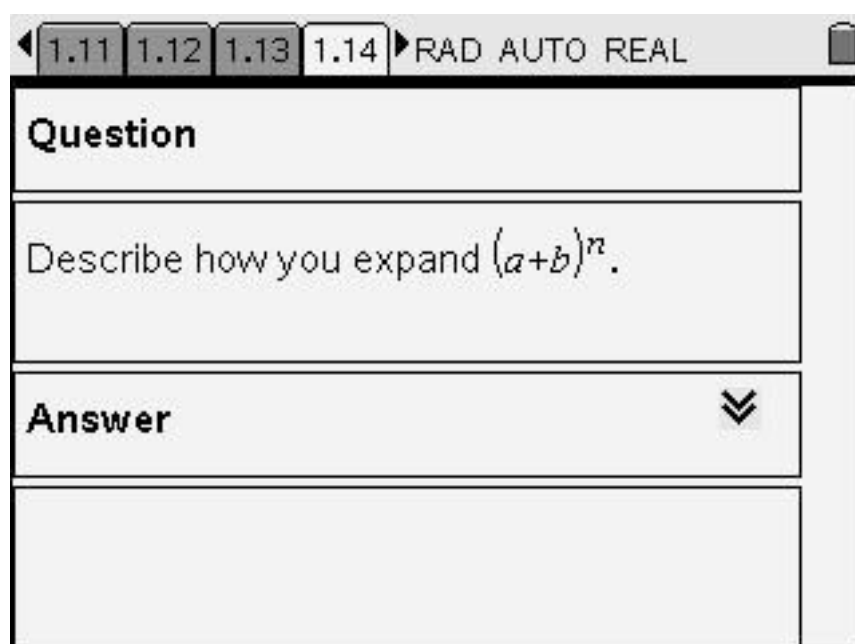 1.11 1.12 1.13 1.14 RAD AUTO REAL
Question
Describe how you expand (a+b)ⁿ.
Answer